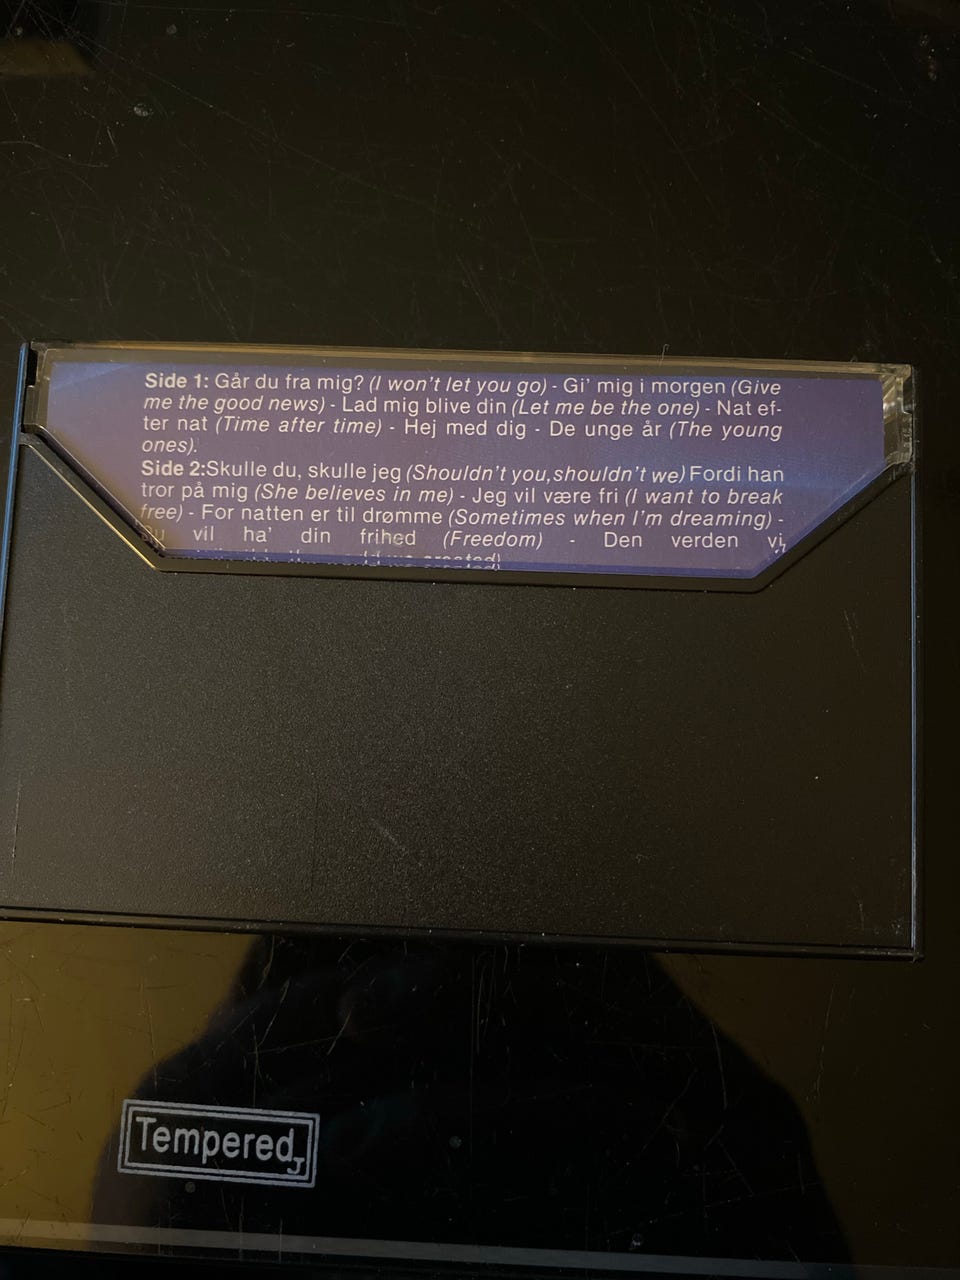 Side 1: Går du fra mig? (I won't let you go) - Gi' mig i morgen (Give
me the good news) - Lad mig blive din (Let me be the one) - Nat ef-
ter nat (Time after time) - Hej med dig - De unge år (The young
ones).
Side 2:Skulle du, skulle jeg (Shouldn't you,shouldn't we) Fordi han
tror på mig (She believes in me) - Jeg vil være fri (I want to break
free) - For natten er til drømme (Sometimes when I'm dreaming) -
Du vil ha' din frihed (Freedom) - Den verden vi
Tempered